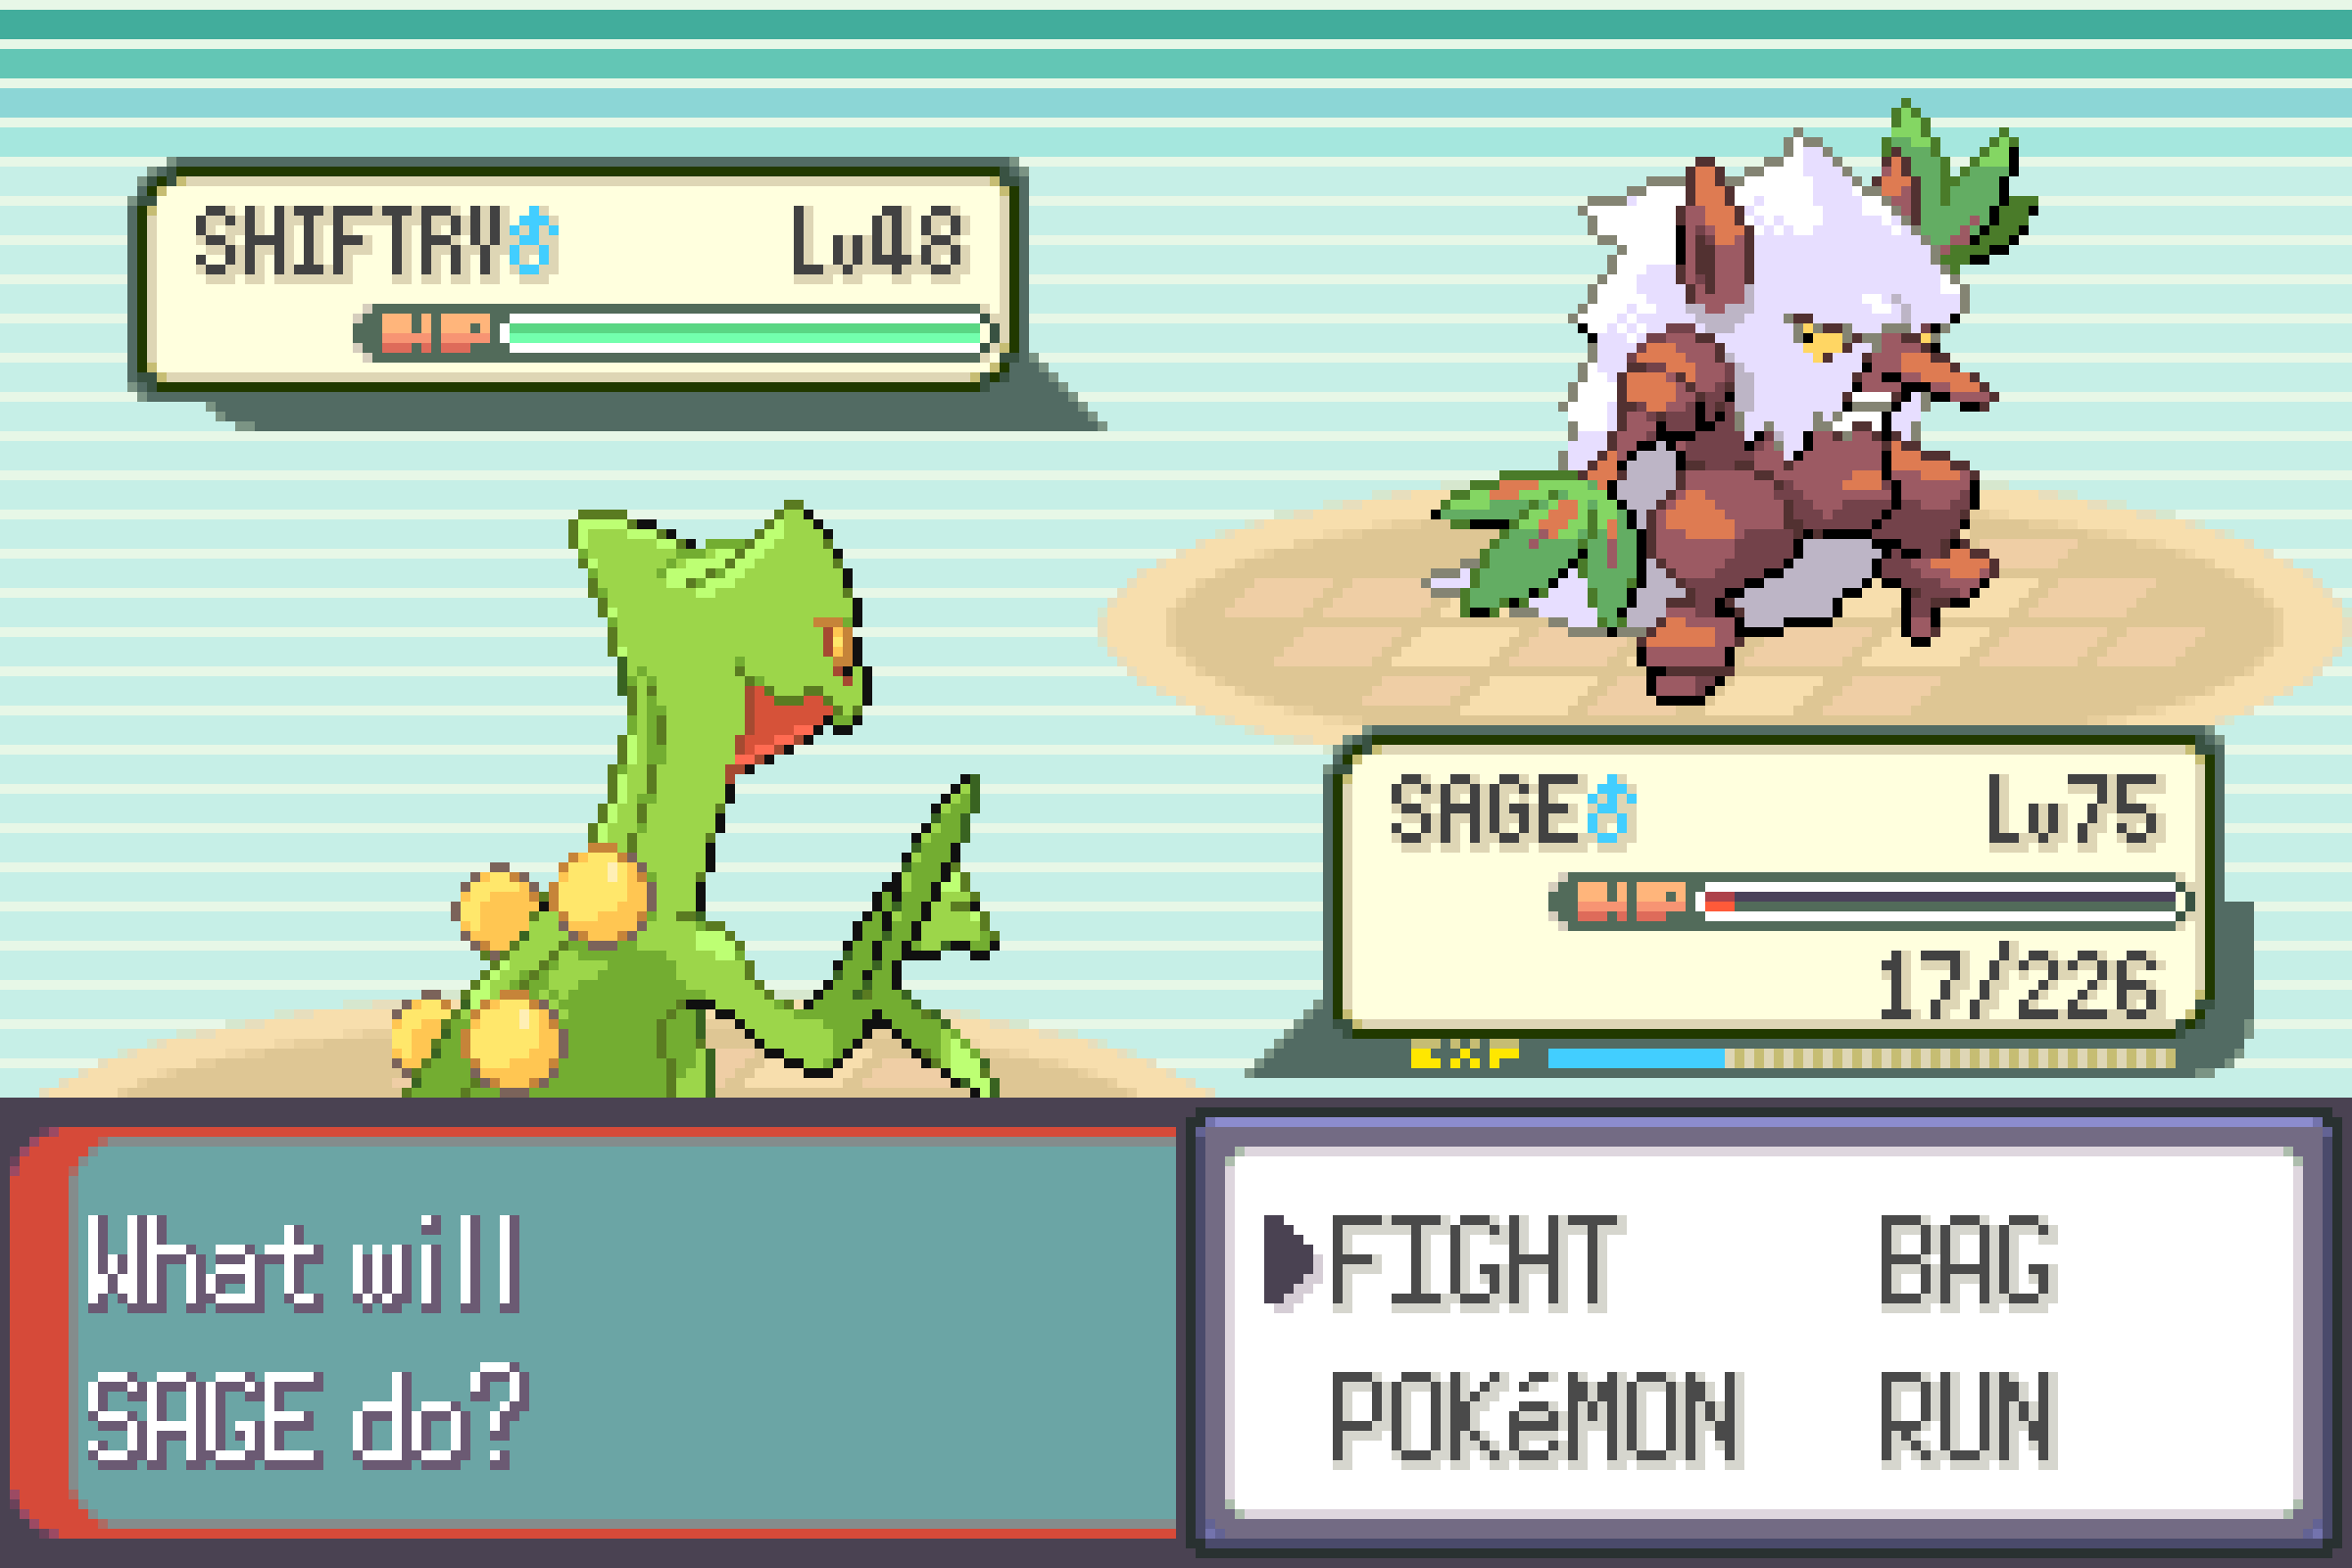 SHIFTRY♂ Lv48
HP
SAGE♂ Lv75
HP
17/226
EXP
What will
SAGE do?
FIGHT BAG
POKéMON RUN